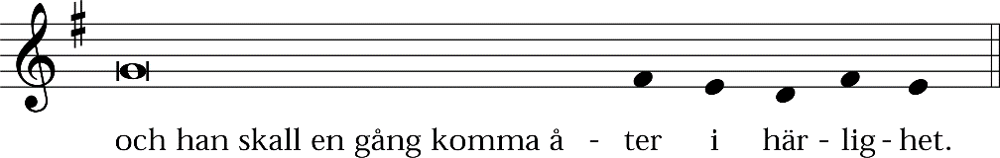 och han skall en gång komma å - ter i här - lig - het.